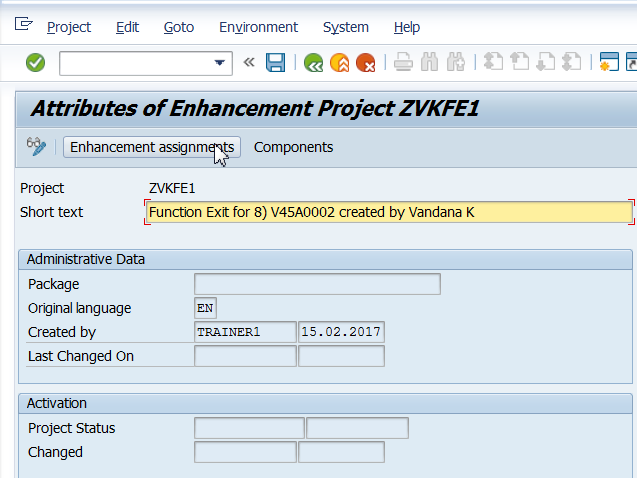 Project Edit Goto Environment System Help
Attributes of Enhancement Project ZVKFE1
Enhancement assignments Components
Project ZVKFE1
Short text Function Exit for 8) V45A0002 created by Vandana K
Administrative Data
Package
Original language EN
Created by TRAINER1 15.02.2017
Last Changed On
Activation
Project Status
Changed